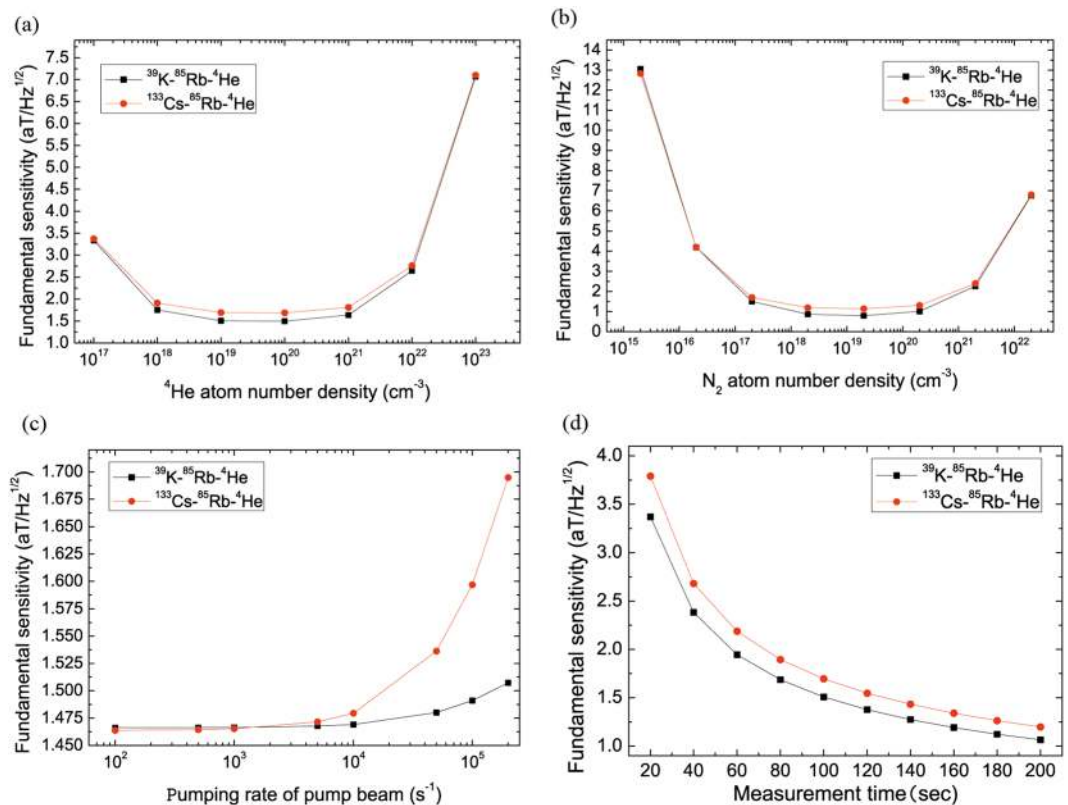 (a)
Fundamental sensitivity (aT/Hz^1/2)
7.5
7.0
6.5
6.0
5.5
5.0
4.5
4.0
3.5
3.0
2.5
2.0
1.5
1.0
³⁹K-⁸⁵Rb-⁴He
¹³³Cs-⁸⁵Rb-⁴He
10¹⁷ 10¹⁸ 10¹⁹ 10²⁰ 10²¹ 10²² 10²³
⁴He atom number density (cm⁻³)
(b)
Fundamental sensitivity (aT/Hz^1/2)
14
13
12
11
10
9
8
7
6
5
4
3
2
1
0
³⁹K-⁸⁵Rb-⁴He
¹³³Cs-⁸⁵Rb-⁴He
10¹⁵ 10¹⁶ 10¹⁷ 10¹⁸ 10¹⁹ 10²⁰ 10²¹ 10²²
N₂ atom number density (cm⁻³)
(c)
Fundamental sensitivity (aT/Hz^1/2)
1.700
1.675
1.650
1.625
1.600
1.575
1.550
1.525
1.500
1.475
1.450
³⁹K-⁸⁵Rb-⁴He
¹³³Cs-⁸⁵Rb-⁴He
10² 10³ 10⁴ 10⁵
Pumping rate of pump beam (s⁻¹)
(d)
Fundamental sensitivity (aT/Hz^1/2)
4.0
3.5
3.0
2.5
2.0
1.5
1.0
³⁹K-⁸⁵Rb-⁴He
¹³³Cs-⁸⁵Rb-⁴He
20 40 60 80 100 120 140 160 180 200
Measurement time(sec)